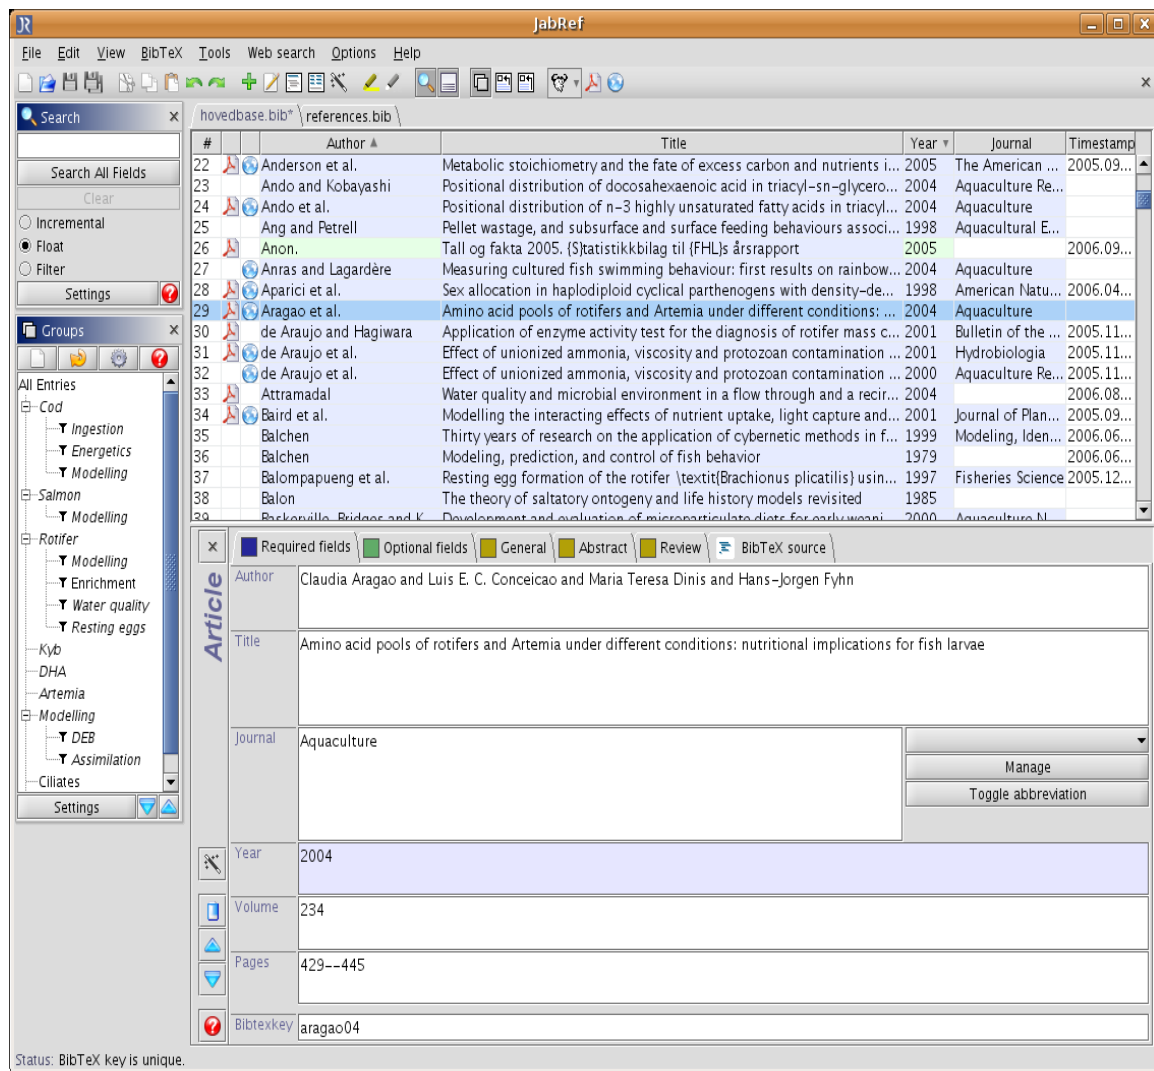 JabRef
File Edit View BibTeX Tools Web search Options Help
Search
Search All Fields
Clear
Incremental
Float
Filter
Settings
Groups
All Entries
Cod
Ingestion
Energetics
Modelling
Salmon
Modelling
Rotifer
Modelling
Enrichment
Water quality
Resting eggs
Kyb
DHA
Artemia
Modelling
DEB
Assimilation
Ciliates
Settings
hovedbase.bib* references.bib
# Author Title Year Journal Timestamp
22 Anderson et al. Metabolic stoichiometry and the fate of excess carbon and nutrients i... 2005 The American ... 2005.09...
23 Ando and Kobayashi Positional distribution of docosahexaenoic acid in triacyl-sn-glycero... 2004 Aquaculture Re...
24 Ando et al. Positional distribution of n-3 highly unsaturated fatty acids in triacyl... 2004 Aquaculture
25 Ang and Petrell Pellet wastage, and subsurface and surface feeding behaviours associ... 1998 Aquacultural E...
26 Anon. Tall og fakta 2005. {S}tatistikkbilag til {FHL}s årsrapport 2005 2006.09...
27 Anras and Lagardère Measuring cultured fish swimming behaviour: first results on rainbow... 2004 Aquaculture
28 Aparici et al. Sex allocation in haplodiploid cyclical parthenogens with density-de... 1998 American Natu... 2006.04...
29 Aragao et al. Amino acid pools of rotifers and Artemia under different conditions: ... 2004 Aquaculture
30 de Araujo and Hagiwara Application of enzyme activity test for the diagnosis of rotifer mass c... 2001 Bulletin of the ... 2005.11...
31 de Araujo et al. Effect of unionized ammonia, viscosity and protozoan contamination ... 2001 Hydrobiologia 2005.11...
32 de Araujo et al. Effect of unionized ammonia, viscosity and protozoan contamination ... 2000 Aquaculture Re... 2005.11...
33 Attramadal Water quality and microbial environment in a flow through and a recir... 2004 2006.08...
34 Baird et al. Modelling the interacting effects of nutrient uptake, light capture and... 2001 Journal of Plan... 2005.09...
35 Balchen Thirty years of research on the application of cybernetic methods in f... 1999 Modeling, Iden... 2006.06...
36 Balchen Modeling, prediction, and control of fish behavior 1979 2006.06...
37 Balompapueng et al. Resting egg formation of the rotifer \textit{Brachionus plicatilis} usin... 1997 Fisheries Science 2005.12...
38 Balon The theory of saltatory ontogeny and life history models revisited 1985
39 Baskerville-Bridges and K... Development and evaluation of microparticulate diets for early weani... 2000 Aquaculture N...
Required fields Optional fields General Abstract Review BibTeX source
Article
Author Claudia Aragao and Luis E. C. Conceicao and Maria Teresa Dinis and Hans-Jorgen Fyhn
Title Amino acid pools of rotifers and Artemia under different conditions: nutritional implications for fish larvae
Journal Aquaculture
Manage
Toggle abbreviation
Year 2004
Volume 234
Pages 429--445
Bibtexkey aragao04
Status: BibTeX key is unique.